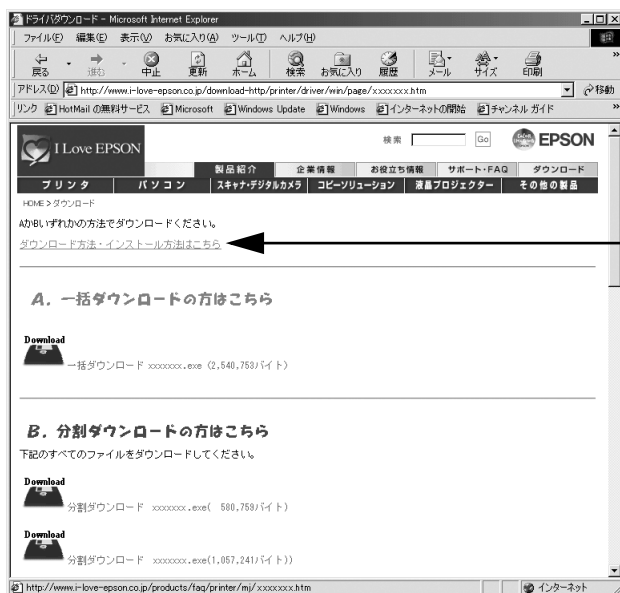 ドライバダウンロード - Microsoft Internet Explorer
ファイル(F) 編集(E) 表示(V) お気に入り(A) ツール(T) ヘルプ(H)
戻る 進む 中止 更新 ホーム 検索 お気に入り 履歴 メール サイズ 印刷 »
アドレス(D) http://www.i-love-epson.co.jp/download-http/printer/driver/win/page/xxxxxxx.htm 移動
リンク HotMail の無料サービス Microsoft Windows Update Windows インターネットの開始 チャンネル ガイド »
I Love EPSON 検索 Go EPSON
製品紹介 企業情報 お役立ち情報 サポート・FAQ ダウンロード
プリンタ パソコン スキャナ・デジタルカメラ コピーソリューション 液晶プロジェクター その他の製品
HOME > ダウンロード
AかBいずれかの方法でダウンロードください。
ダウンロード方法・インストール方法はこちら
A. 一括ダウンロードの方はこちら
Download
一括ダウンロード xxxxxxx.exe (2,540,753バイト)
B. 分割ダウンロードの方はこちら
下記のすべてのファイルをダウンロードしてください。
Download
分割ダウンロード xxxxxxx.exe( 580,759バイト)
Download
分割ダウンロード xxxxxxx.exe(1,057,241バイト))
http://www.i-love-epson.co.jp/products/faq/printer/mj/xxxxxxx.htm インターネット